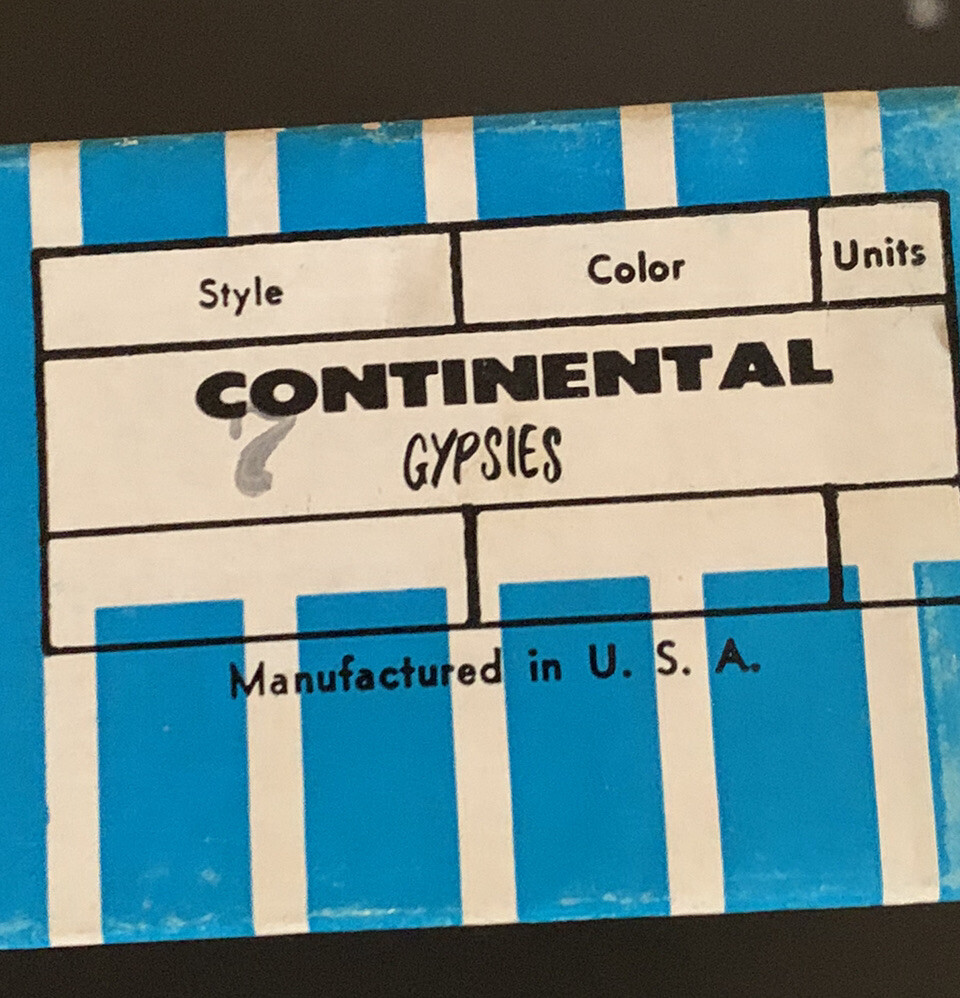 Style Color Units
CONTINENTAL
7 GYPSIES
Manufactured in U. S. A.